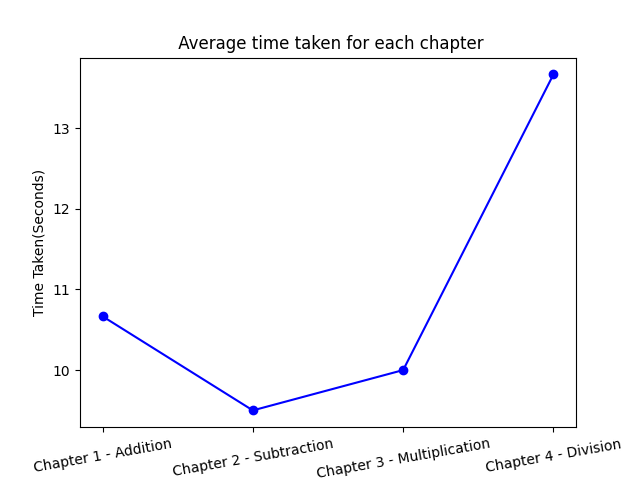 Average time taken for each chapter
Time Taken(Seconds)
13
12
11
10
Chapter 1 - Addition
Chapter 2 - Subtraction
Chapter 3 - Multiplication
Chapter 4 - Division